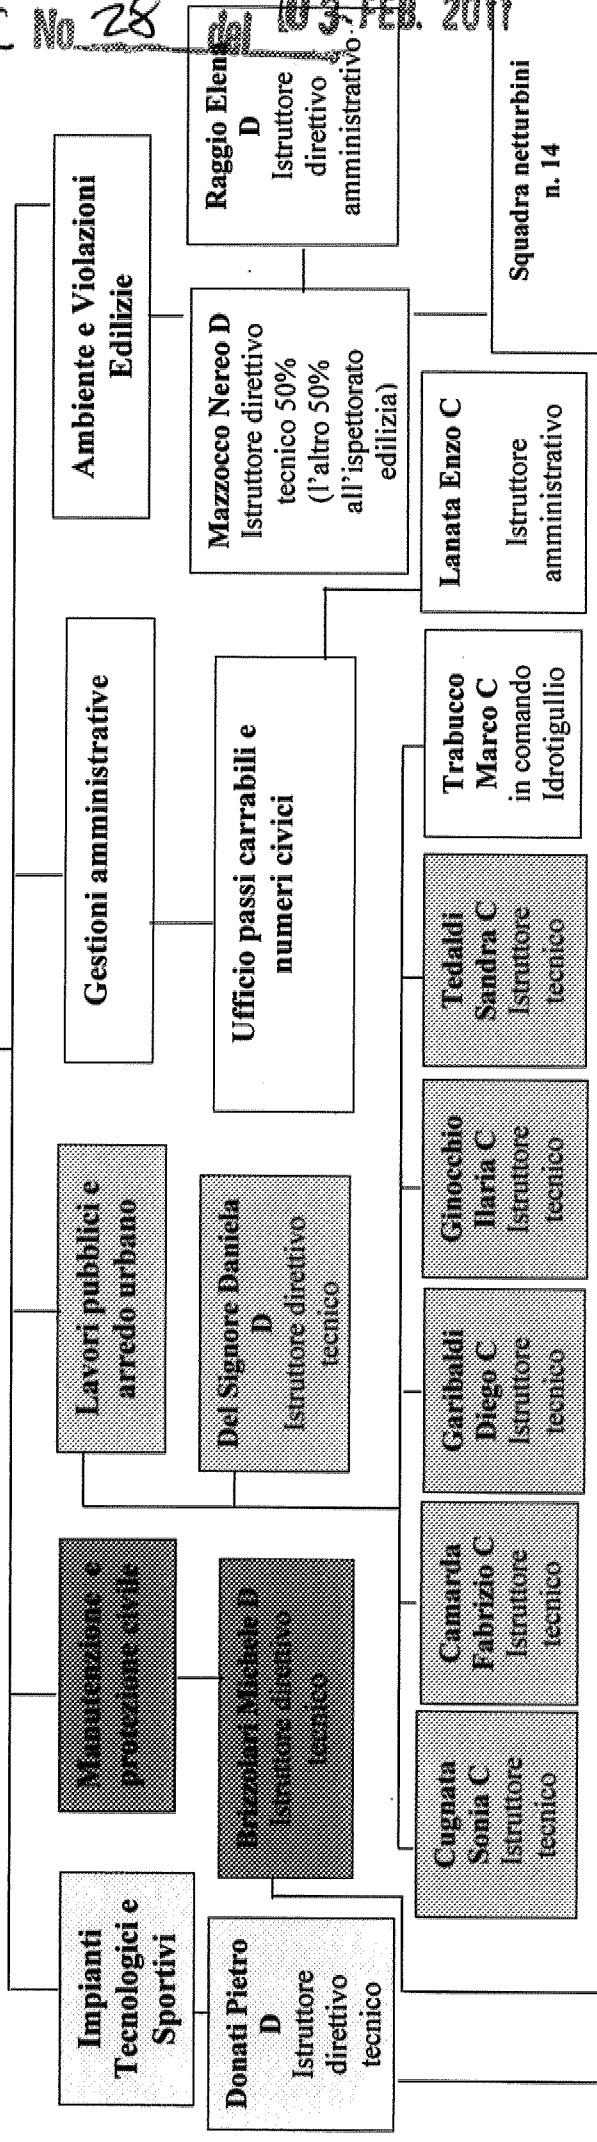 No 28 del 03 FEB. 2011
Impianti
Tecnologici e
Sportivi
Donati Pietro
D
Istruttore
direttivo
tecnico
Manutenzione e
protezione civile
Brizzolari Michele D
Istruttore direttivo
tecnico
Lavori pubblici e
arredo urbano
Del Signore Daniela
D
Istruttore direttivo
tecnico
Cugnata
Sonia C
Istruttore
tecnico
Camarda
Fabrizio C
Istruttore
tecnico
Garibaldi
Diego C
Istruttore
tecnico
Ginocchio
Ilaria C
Istruttore
tecnico
Tedaldi
Sandra C
Istruttore
tecnico
Trabucco
Marco C
in comando
Idrotigullio
Gestioni amministrative
Ufficio passi carrabili e
numeri civici
Lanata Enzo C
Istruttore
amministrativo
Ambiente e Violazioni
Edilizie
Mazzocco Nereo D
Istruttore direttivo
tecnico 50%
(l'altro 50%
all'ispettorato
edilizia)
Raggio Elena
D
Istruttore
direttivo
amministrativo
Squadra netturbini
n. 14